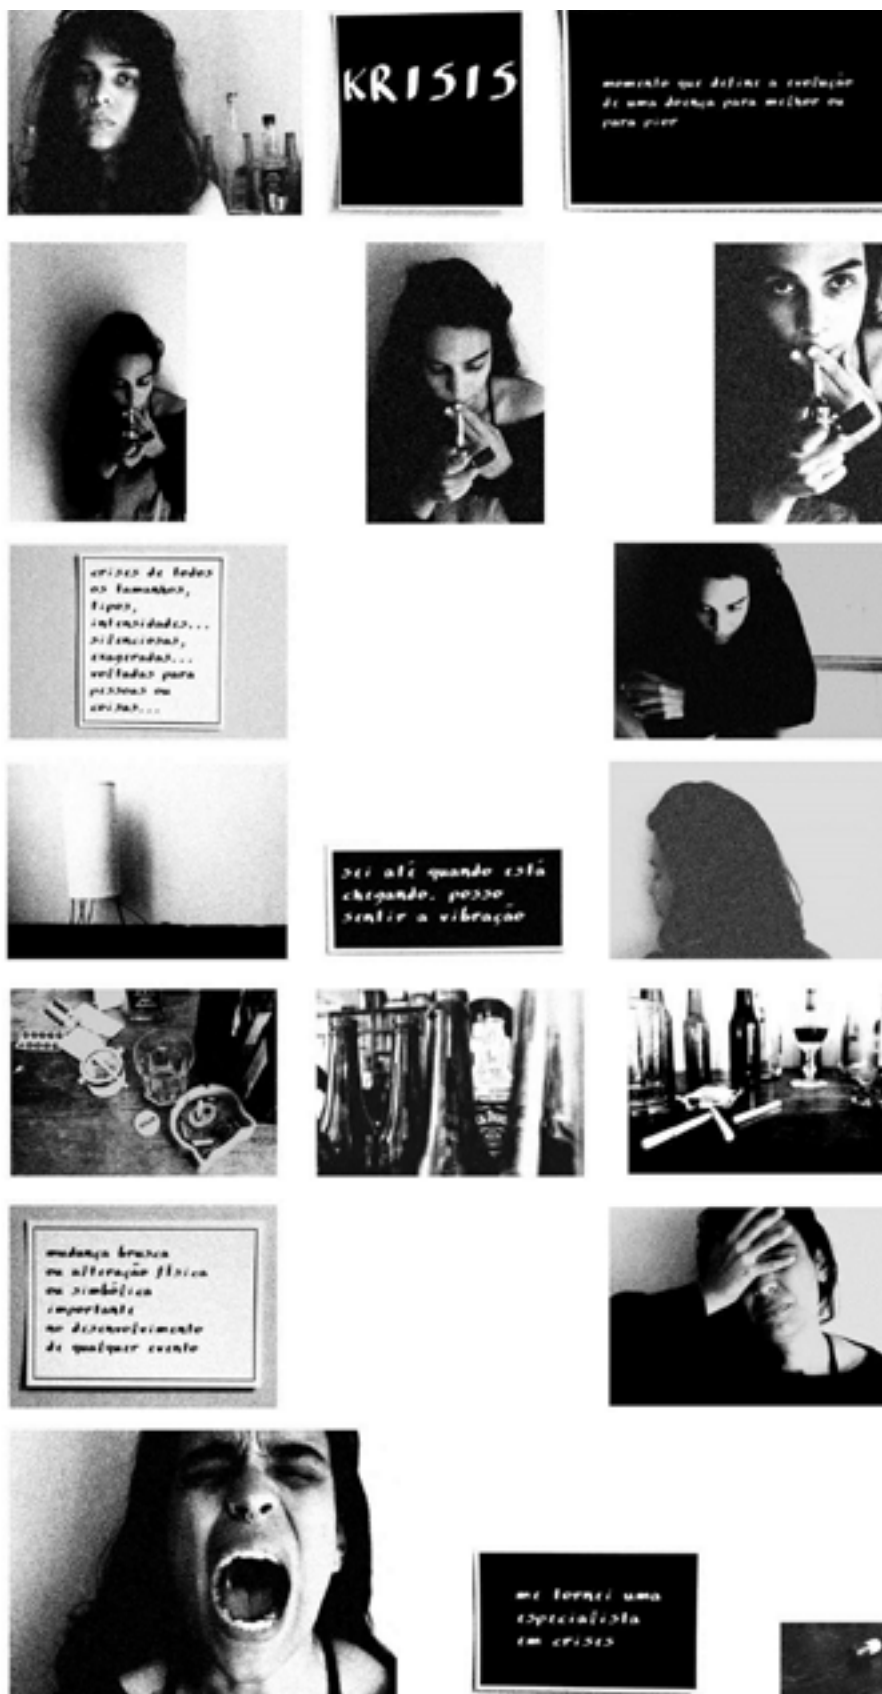 KRISIS
momento que define a evolução
de uma doença para melhor ou
para pior
crises de todos
os tamanhos,
tipos,
intensidades...
silenciosas,
exageradas...
voltadas para
pessoas ou
coisas...
sei até quando está
chegando. posso
sentir a vibração
mudança brusca
ou alteração física
ou simbólica
importante
no desenvolvimento
de qualquer evento
me tornei uma
especialista
em crises